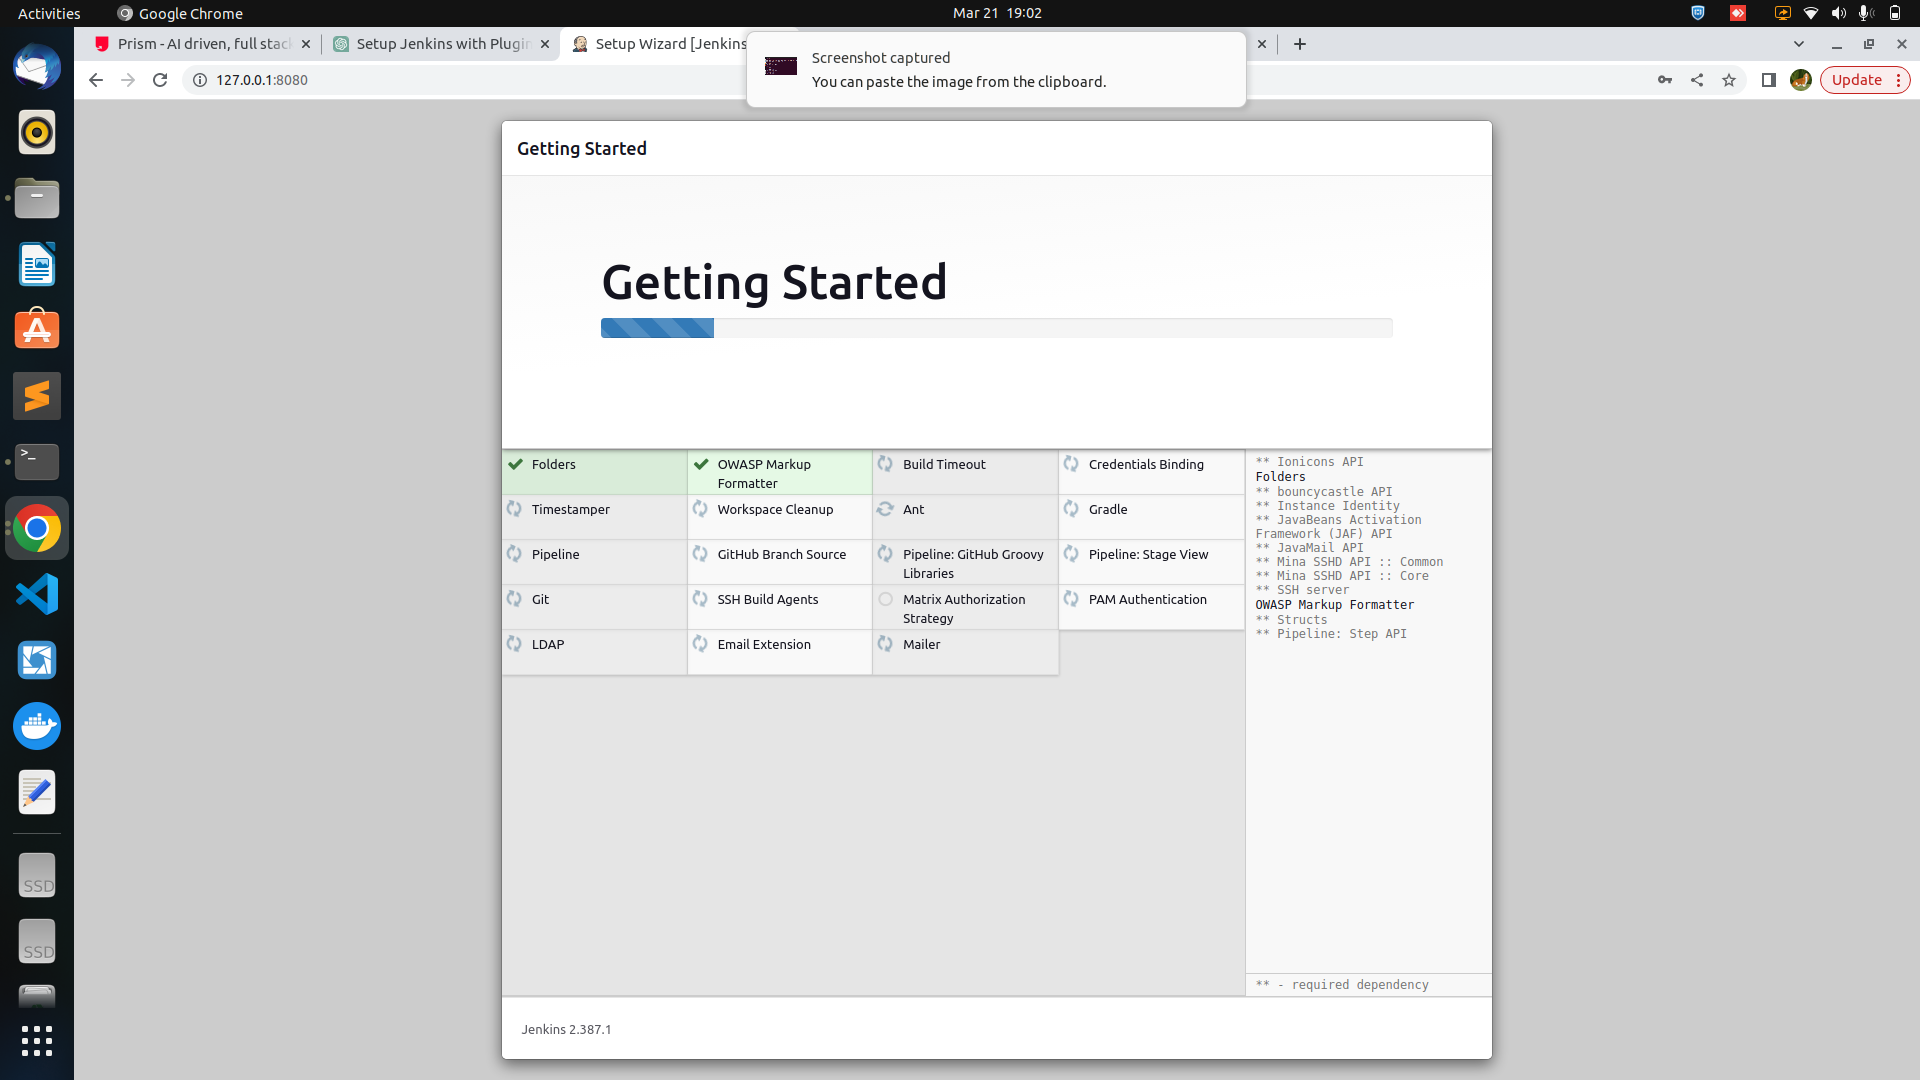 Activities
Google Chrome
Mar 21 19:02
Prism - AI driven, full stac
Setup Jenkins with Plugin
Setup Wizard [Jenkins
Screenshot captured
You can paste the image from the clipboard.
127.0.0.1:8080
Update
Getting Started
Getting Started
Folders
OWASP Markup
Formatter
Build Timeout
Credentials Binding
Timestamper
Workspace Cleanup
Ant
Gradle
Pipeline
GitHub Branch Source
Pipeline: GitHub Groovy
Libraries
Pipeline: Stage View
Git
SSH Build Agents
Matrix Authorization
Strategy
PAM Authentication
LDAP
Email Extension
Mailer
** Ionicons API
Folders
** bouncycastle API
** Instance Identity
** JavaBeans Activation
Framework (JAF) API
** JavaMail API
** Mina SSHD API :: Common
** Mina SSHD API :: Core
** SSH server
OWASP Markup Formatter
** Structs
** Pipeline: Step API
** - required dependency
Jenkins 2.387.1
>_
SSD
SSD